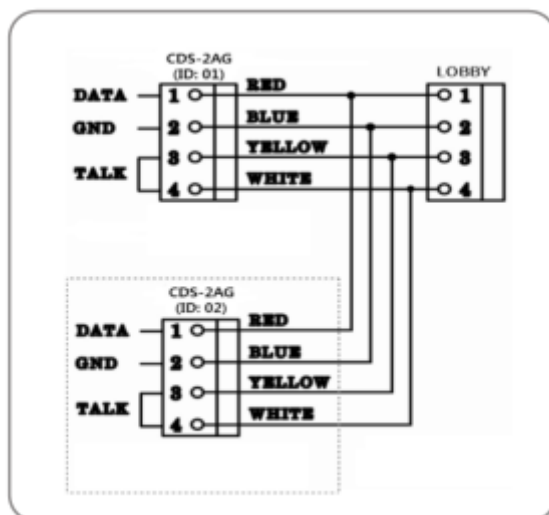 CDS-2AG
(ID: 01)
LOBBY
DATA 1 RED 1
GND 2 BLUE 2
TALK 3 YELLOW 3
4 WHITE 4
CDS-2AG
(ID: 02)
DATA 1 RED
GND 2 BLUE
TALK 3 YELLOW
4 WHITE